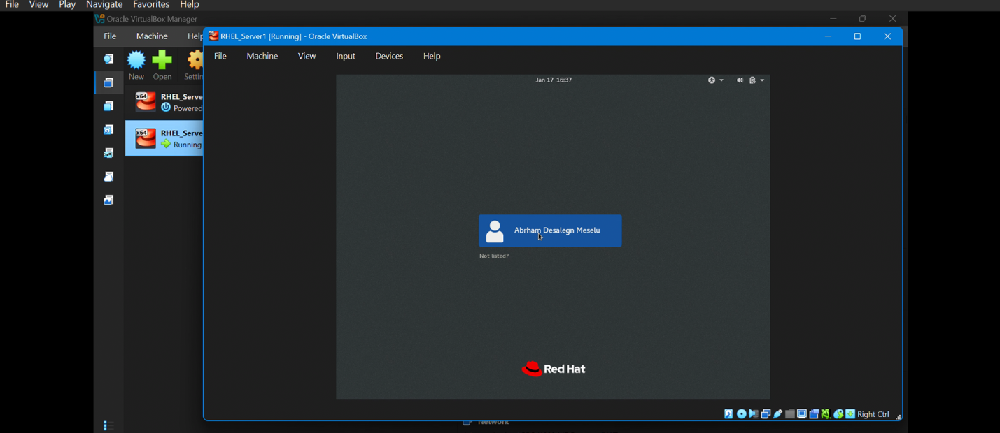 File View Play Navigate Favorites Help
Oracle VirtualBox Manager
File Machine Help
RHEL_Server1 [Running] - Oracle VirtualBox
File Machine View Input Devices Help
New Open Settin
x64 RHEL_Serve
Powered
x64 RHEL_Serve
Running
Jan 17 16:37
Abrham Desalegn Meselu
Not listed?
Red Hat
Right Ctrl
Network